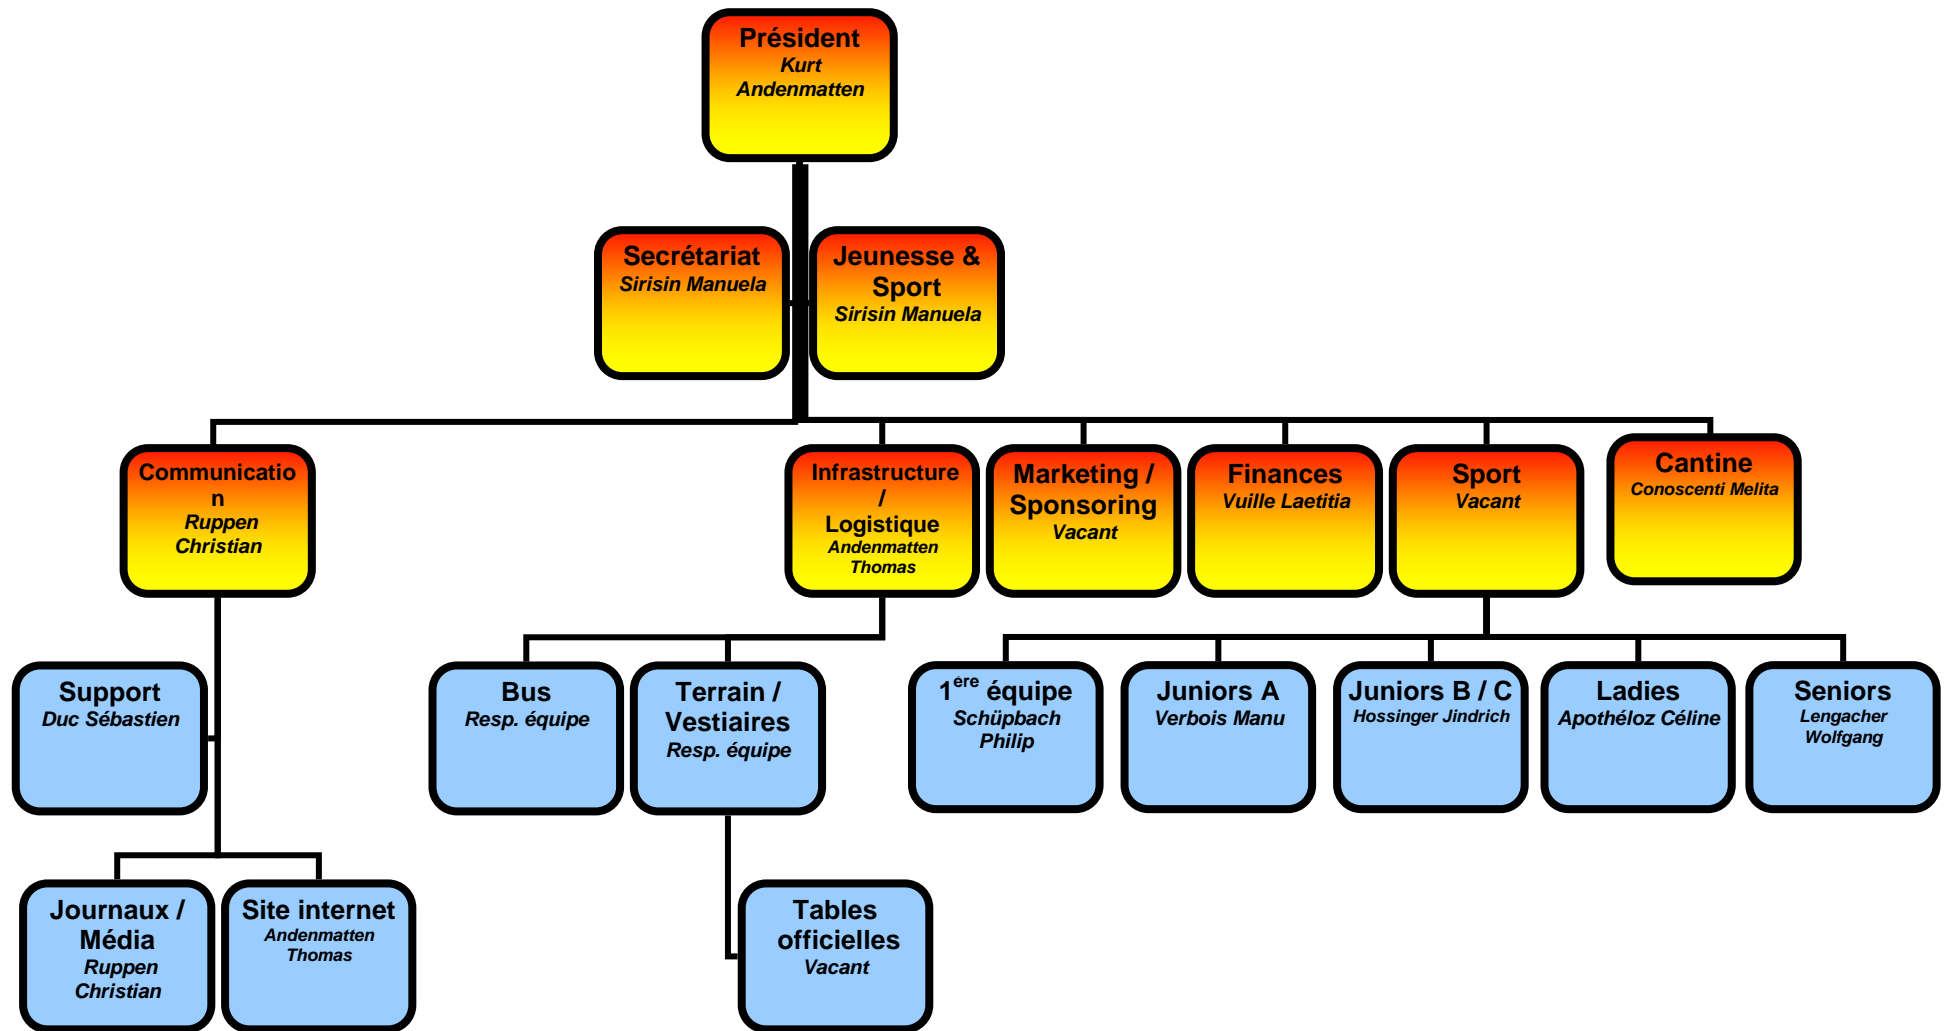 Président
Kurt
Andenmatten
Secrétariat
Sirisin Manuela
Jeunesse &
Sport
Sirisin Manuela
Communicatio
n
Ruppen
Christian
Infrastructure
/
Logistique
Andenmatten
Thomas
Marketing /
Sponsoring
Vacant
Finances
Vuille Laetitia
Sport
Vacant
Cantine
Conoscenti Melita
Support
Duc Sébastien
Bus
Resp. équipe
Terrain /
Vestiaires
Resp. équipe
1ère équipe
Schüpbach
Philip
Juniors A
Verbois Manu
Juniors B / C
Hossinger Jindrich
Ladies
Apothéloz Céline
Seniors
Lengacher
Wolfgang
Journaux /
Média
Ruppen
Christian
Site internet
Andenmatten
Thomas
Tables
officielles
Vacant